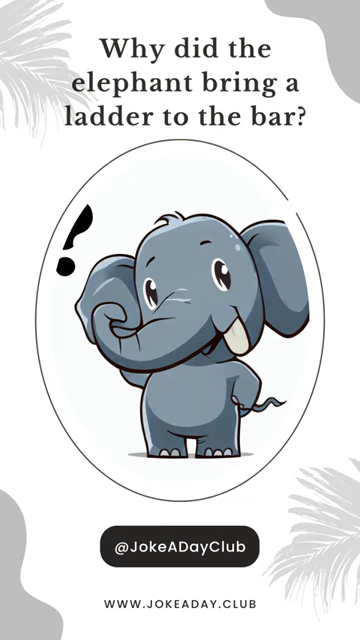 Why did the
elephant bring a
ladder to the bar?
!
@JokeADayClub
WWW.JOKEADAY.CLUB